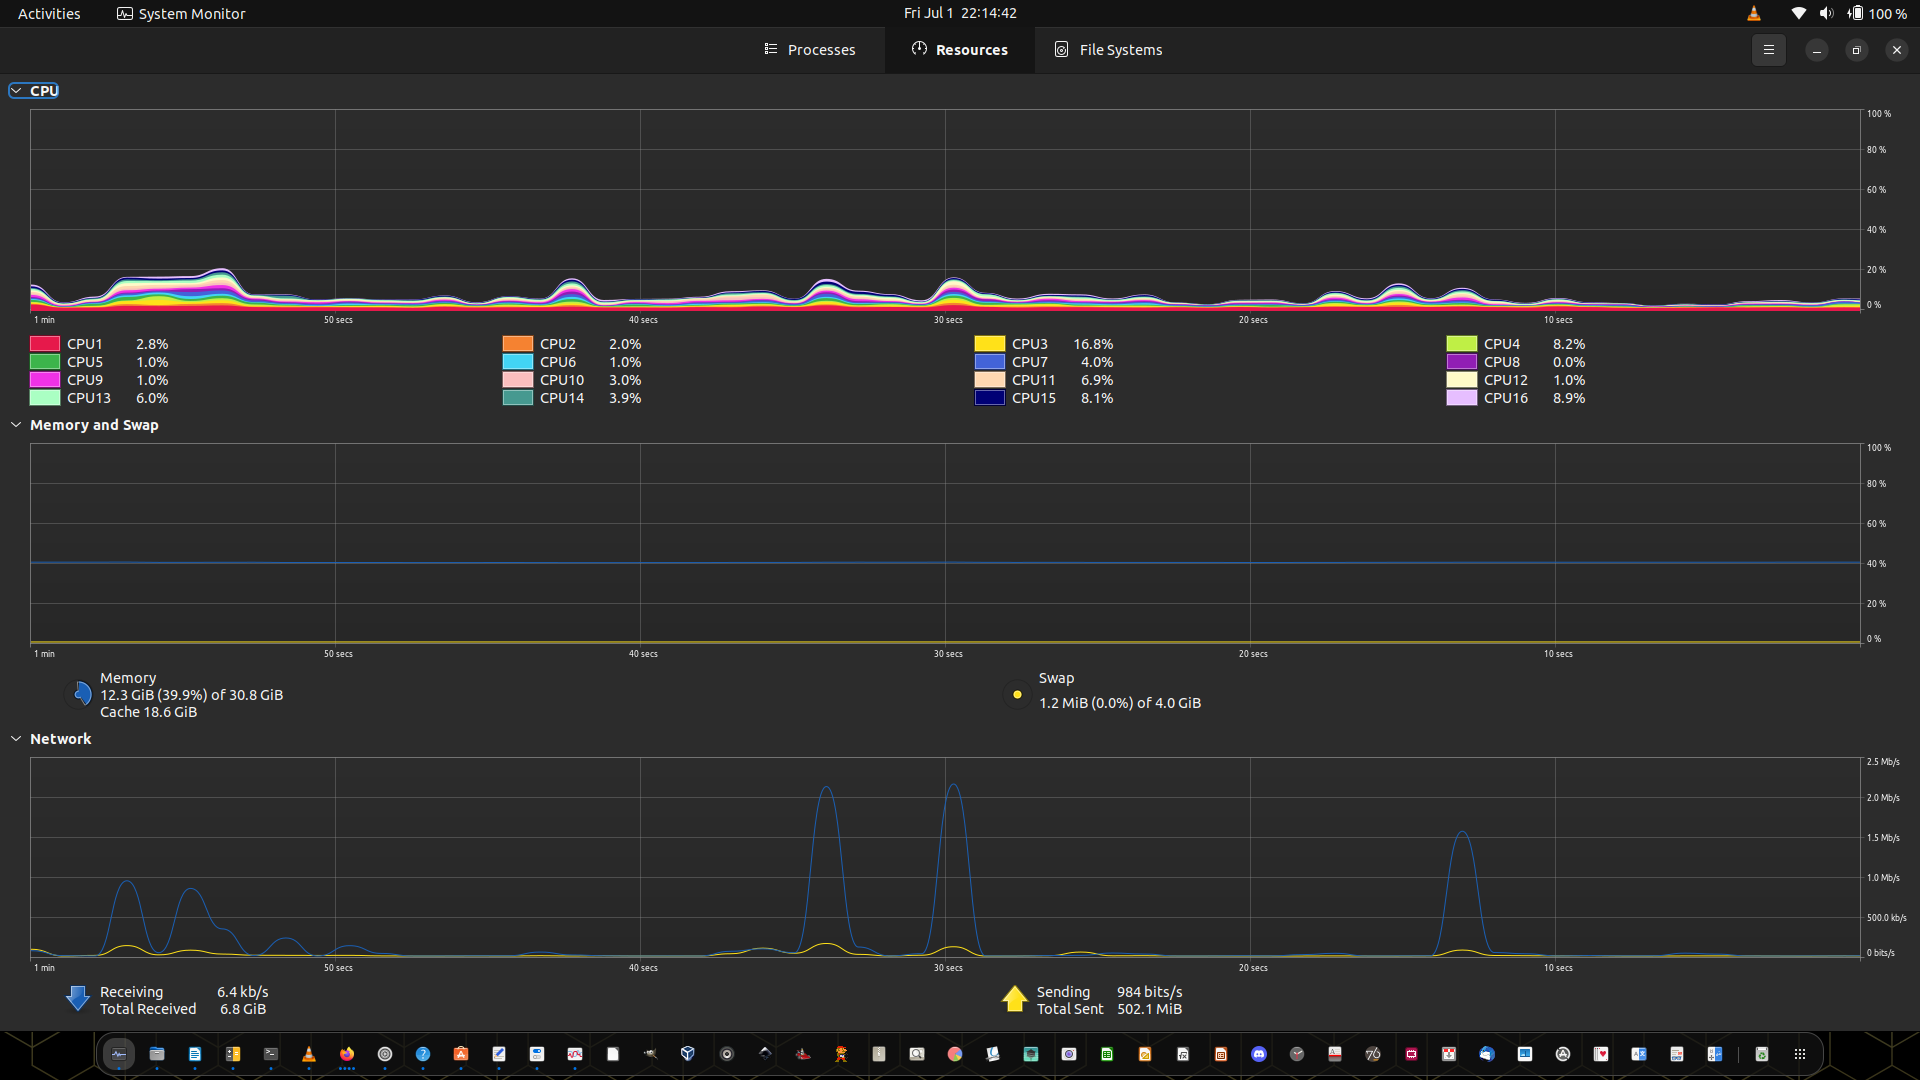 Activities System Monitor Fri Jul 1 22:14:42 100 %
Processes Resources File Systems
CPU
100 %
80 %
60 %
40 %
20 %
0 %
1 min 50 secs 40 secs 30 secs 20 secs 10 secs
CPU1 2.8% CPU2 2.0% CPU3 16.8% CPU4 8.2%
CPU5 1.0% CPU6 1.0% CPU7 4.0% CPU8 0.0%
CPU9 1.0% CPU10 3.0% CPU11 6.9% CPU12 1.0%
CPU13 6.0% CPU14 3.9% CPU15 8.1% CPU16 8.9%
Memory and Swap
100 %
80 %
60 %
40 %
20 %
0 %
1 min 50 secs 40 secs 30 secs 20 secs 10 secs
Memory
12.3 GiB (39.9%) of 30.8 GiB
Cache 18.6 GiB
Swap
1.2 MiB (0.0%) of 4.0 GiB
Network
2.5 Mb/s
2.0 Mb/s
1.5 Mb/s
1.0 Mb/s
500.0 kb/s
0 bits/s
1 min 50 secs 40 secs 30 secs 20 secs 10 secs
Receiving 6.4 kb/s
Total Received 6.8 GiB
Sending 984 bits/s
Total Sent 502.1 MiB
76